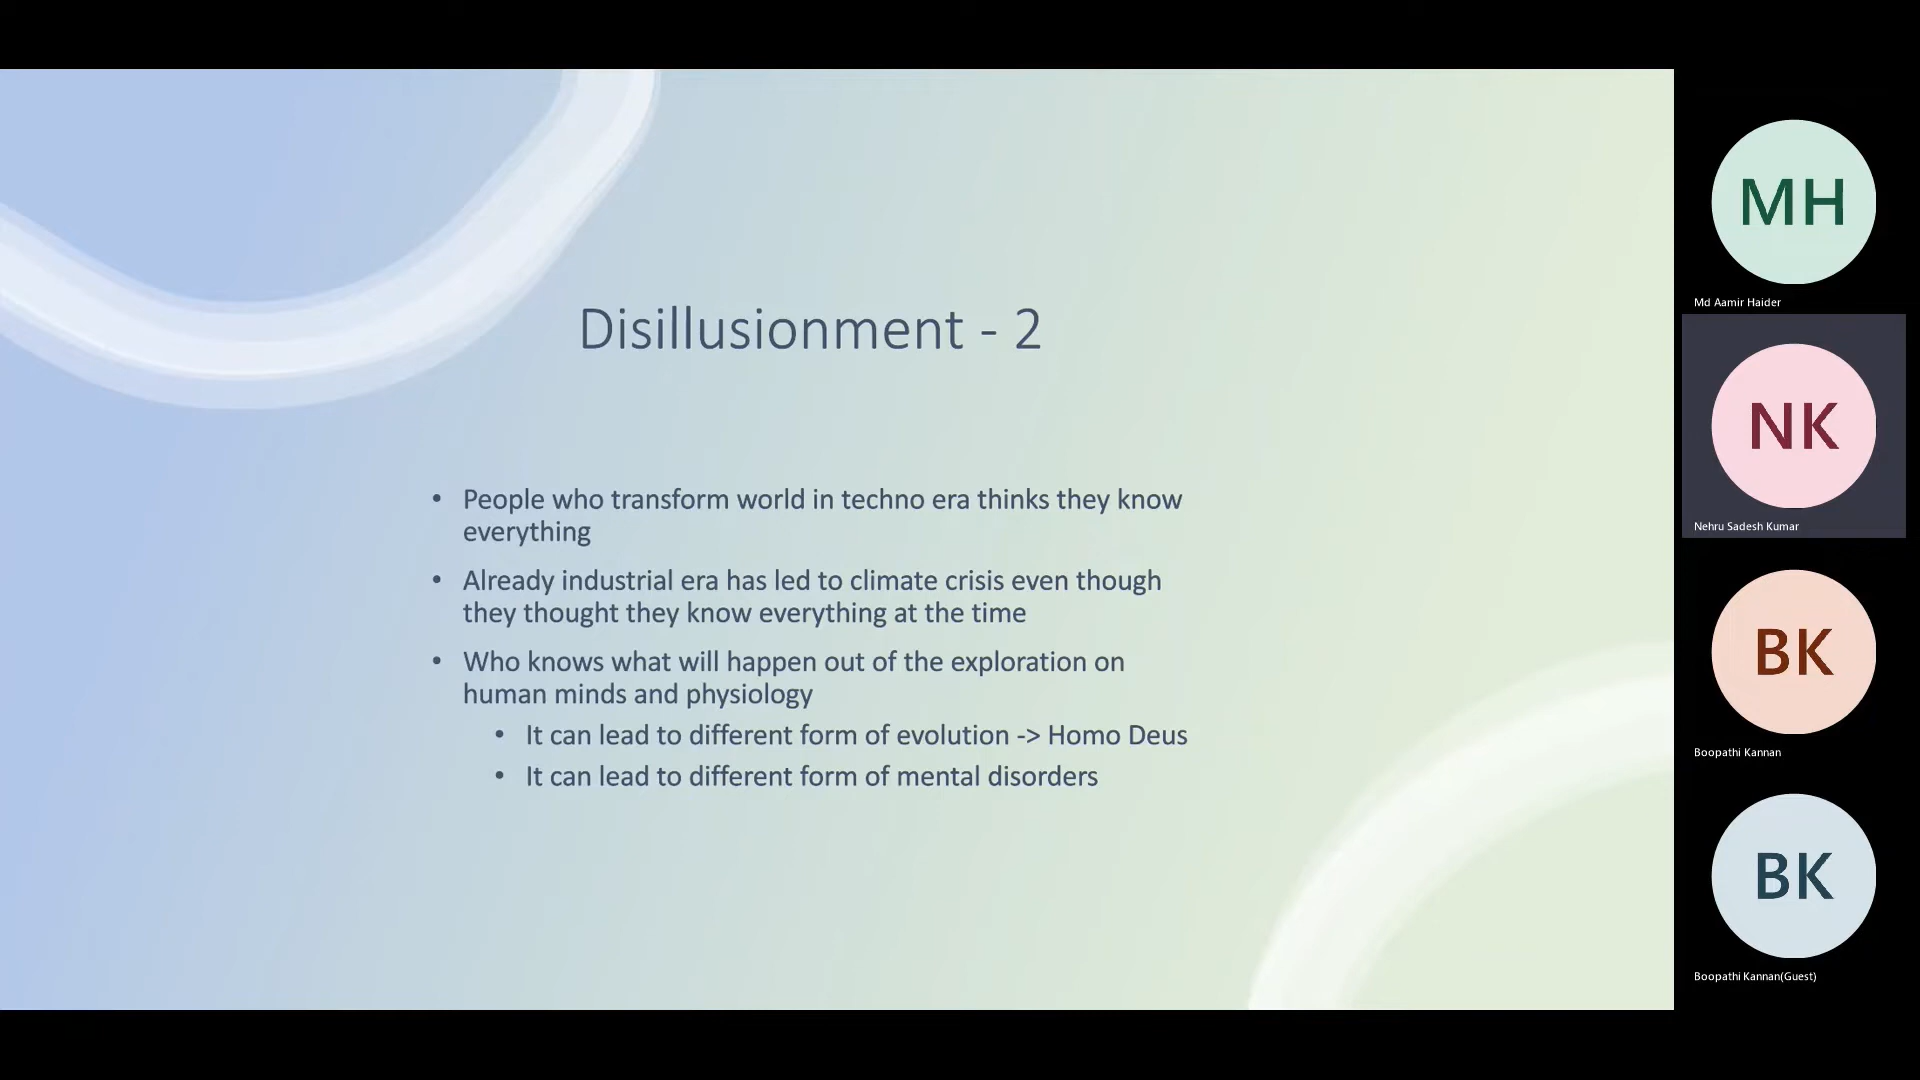 Disillusionment - 2
• People who transform world in techno era thinks they know
everything
• Already industrial era has led to climate crisis even though
they thought they know everything at the time
• Who knows what will happen out of the exploration on
human minds and physiology
• It can lead to different form of evolution -> Homo Deus
• It can lead to different form of mental disorders
MH
Md Aamir Haider
NK
Nehru Sadesh Kumar
BK
Boopathi Kannan
BK
Boopathi Kannan(Guest)